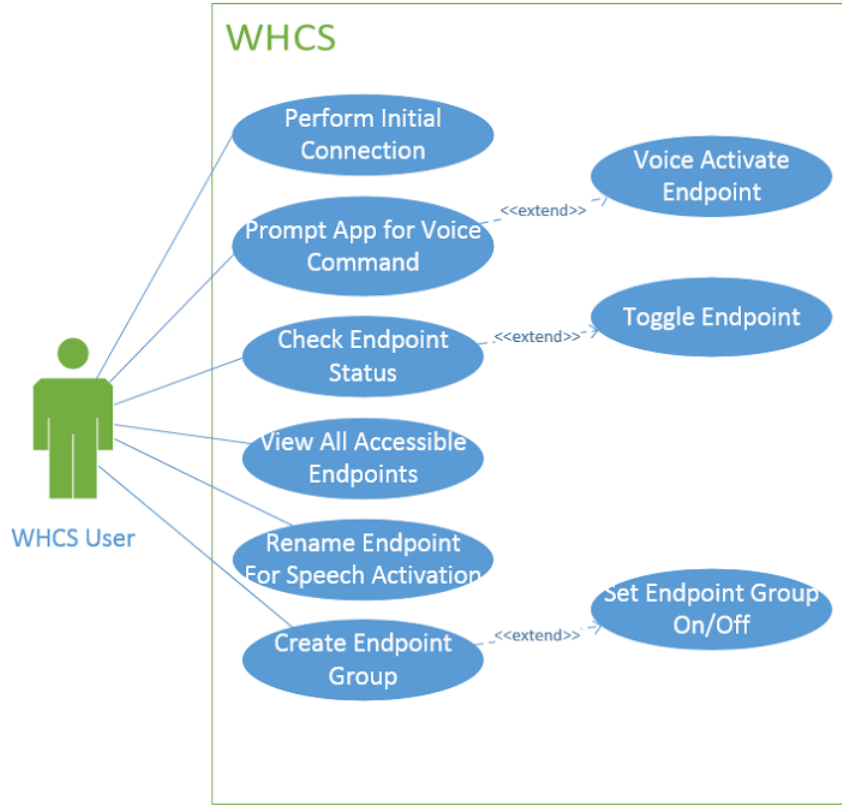 WHCS
Perform Initial
Connection
Voice Activate
Endpoint
<<extend>>
Prompt App for Voice
Command
Toggle Endpoint
<<extend>>
Check Endpoint
Status
View All Accessible
Endpoints
WHCS User
Rename Endpoint
For Speech Activation
Set Endpoint Group
On/Off
<<extend>>
Create Endpoint
Group